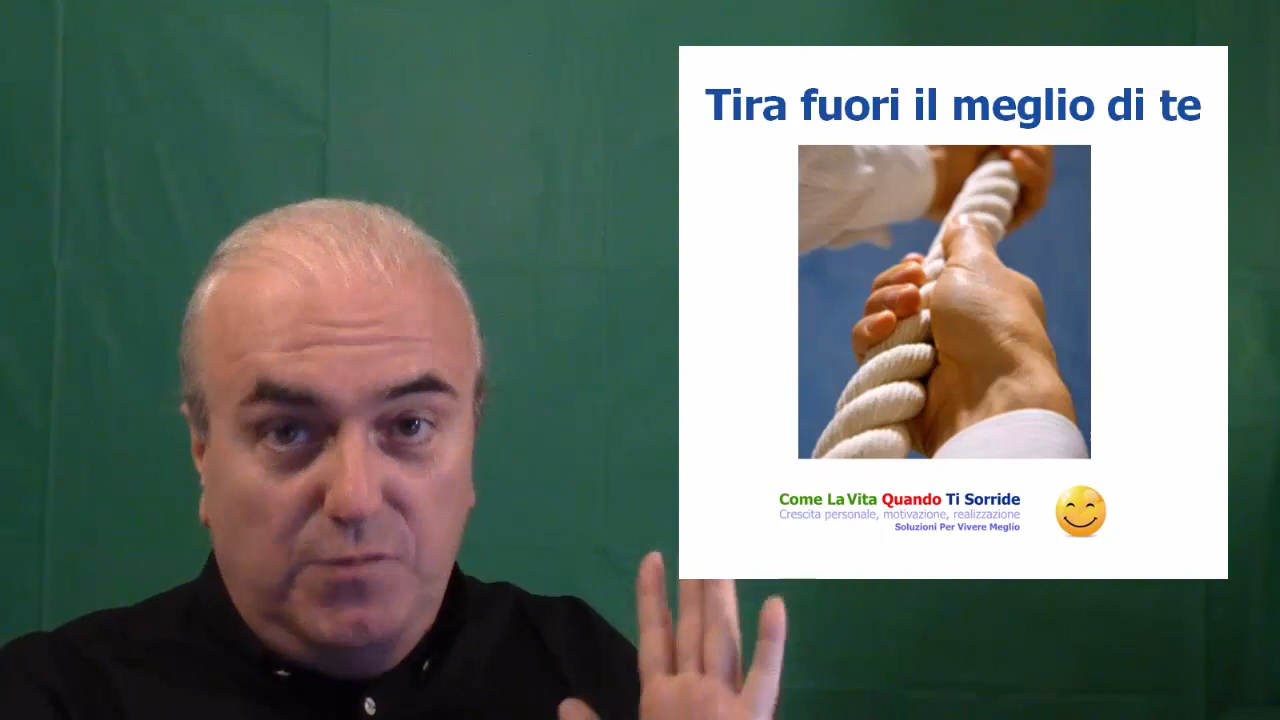 Tira fuori il meglio di te
Come La Vita Quando Ti Sorride
Crescita personale, motivazione, realizzazione
Soluzioni Per Vivere Meglio